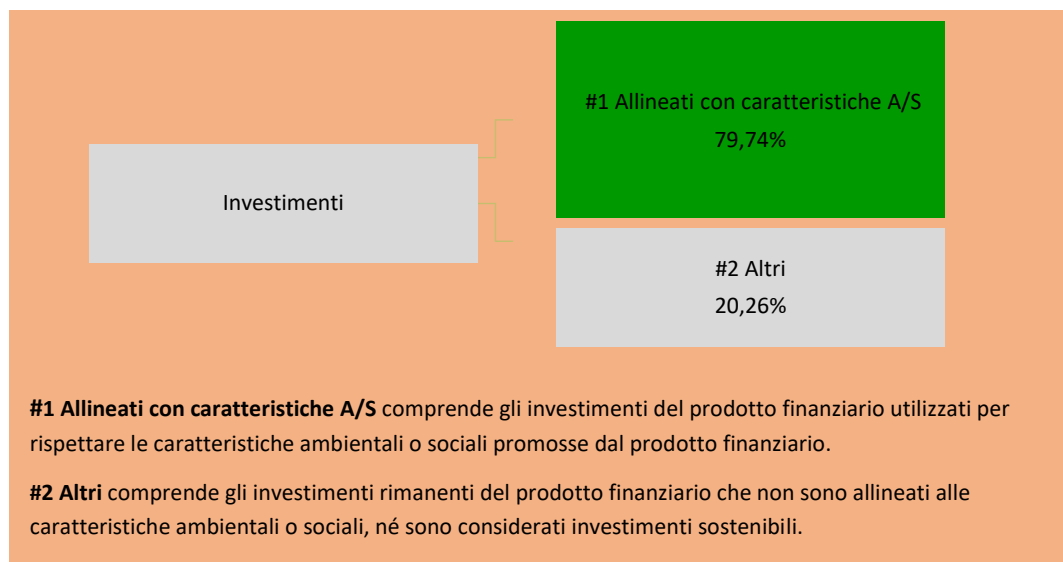 #1 Allineati con caratteristiche A/S
79,74%
Investimenti
#2 Altri
20,26%
#1 Allineati con caratteristiche A/S comprende gli investimenti del prodotto finanziario utilizzati per
rispettare le caratteristiche ambientali o sociali promosse dal prodotto finanziario.
#2 Altri comprende gli investimenti rimanenti del prodotto finanziario che non sono allineati alle
caratteristiche ambientali o sociali, né sono considerati investimenti sostenibili.